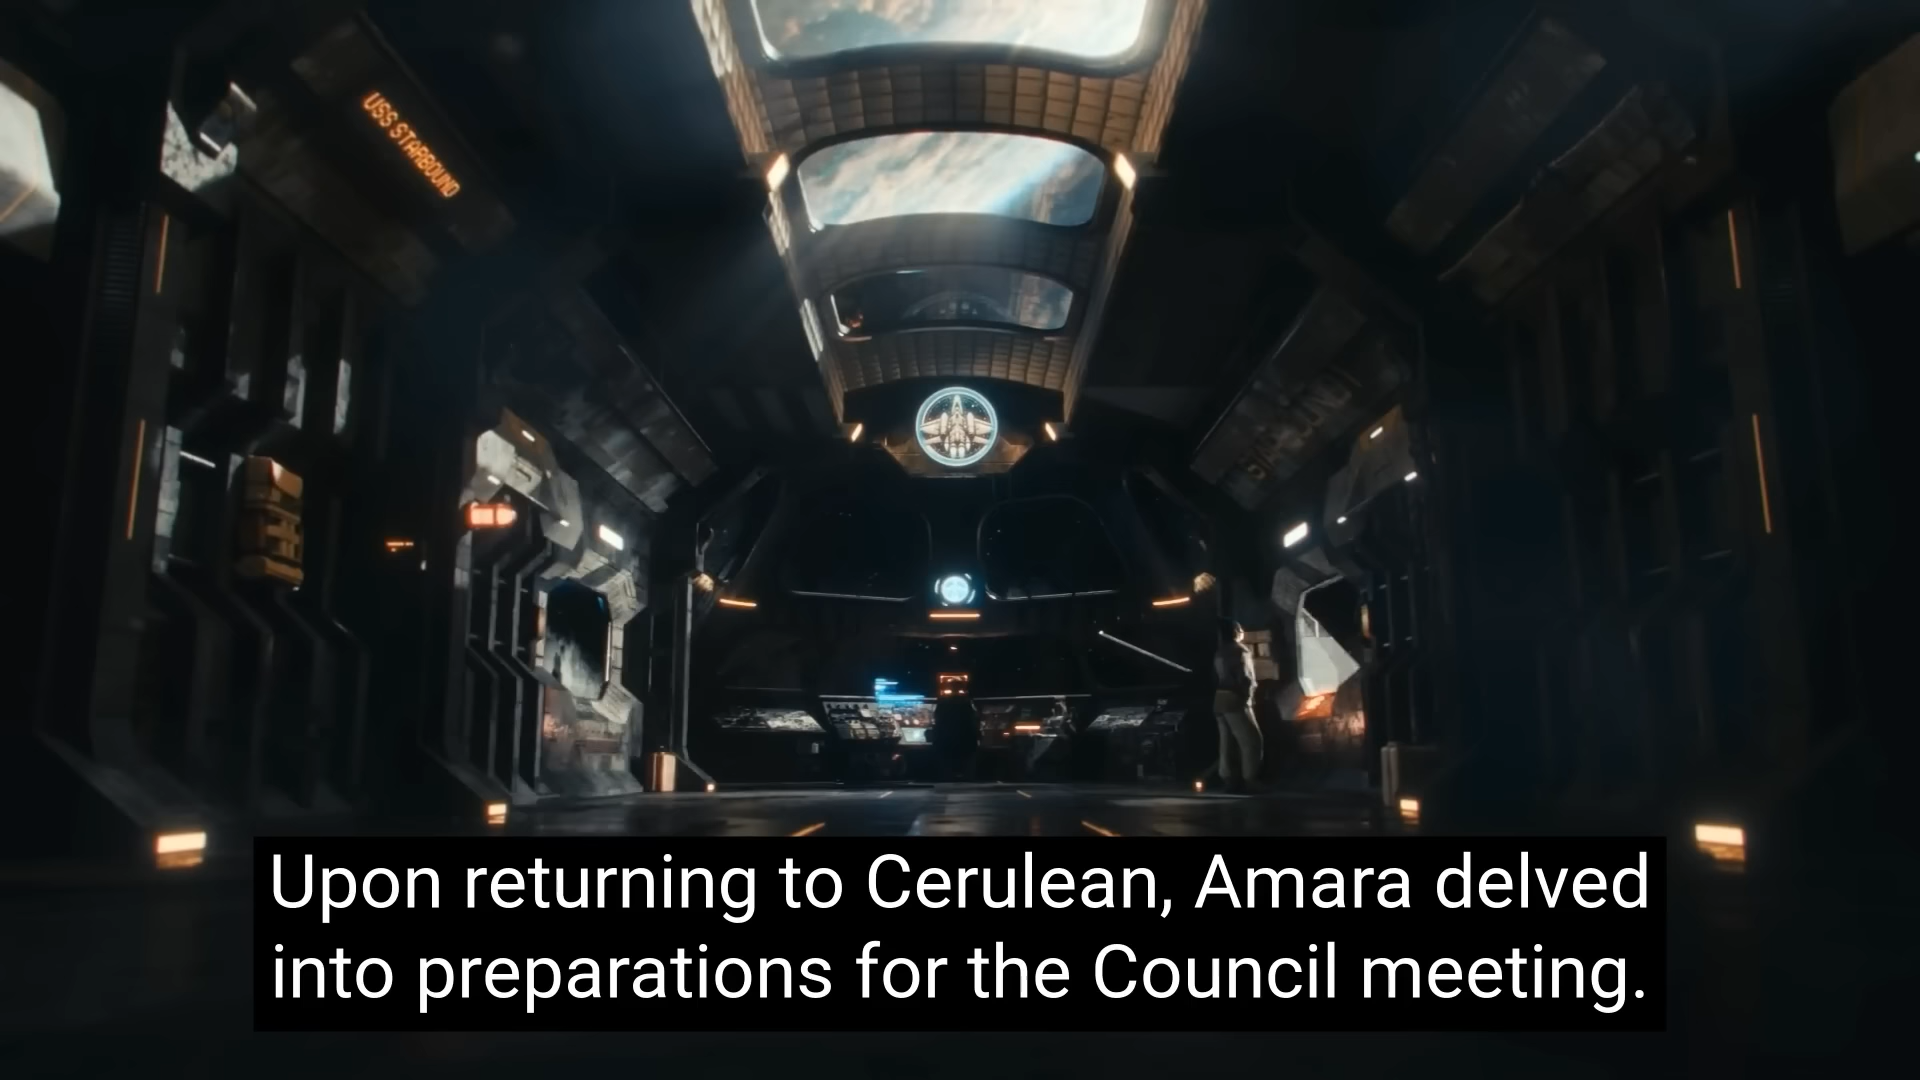 USS STARBOUND
Upon returning to Cerulean, Amara delved
into preparations for the Council meeting.